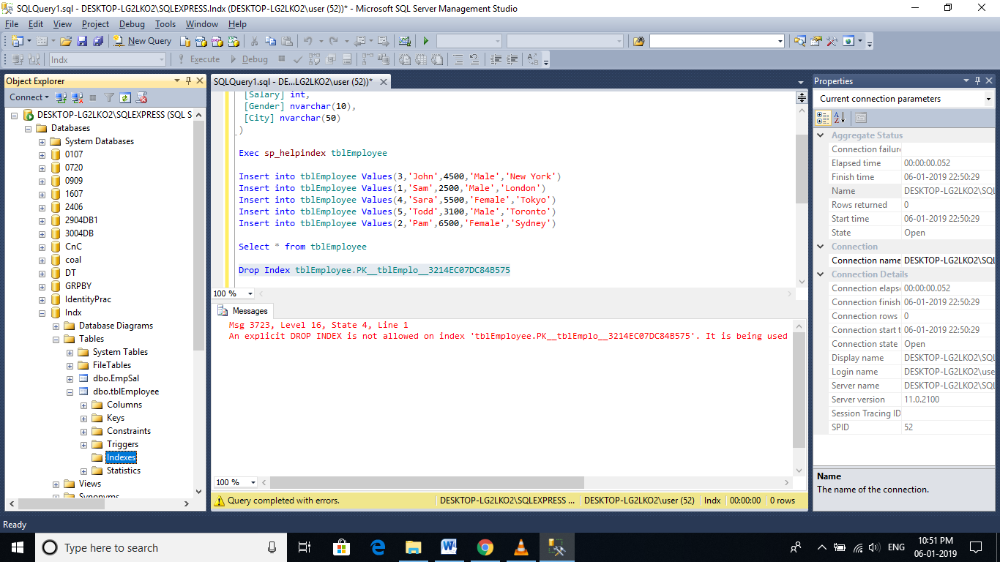 SQLQuery1.sql - DESKTOP-LG2LKO2\SQLEXPRESS.Indx (DESKTOP-LG2LKO2\user (52))* - Microsoft SQL Server Management Studio
File Edit View Project Debug Tools Window Help
New Query
Indx Execute Debug
Object Explorer
Connect
DESKTOP-LG2LKO2\SQLEXPRESS (SQL S
Databases
System Databases
0107
0720
0909
1607
2406
2904DB1
3004DB
CnC
coal
DT
GRPBY
IdentityPrac
Indx
Database Diagrams
Tables
System Tables
FileTables
dbo.EmpSal
dbo.tblEmployee
Columns
Keys
Constraints
Triggers
Indexes
Statistics
Views
Synonyms
SQLQuery1.sql - DE...LG2LKO2\user (52))*
[Salary] int,
[Gender] nvarchar(10),
[City] nvarchar(50)
)
Exec sp_helpindex tblEmployee
Insert into tblEmployee Values(3,'John',4500,'Male','New York')
Insert into tblEmployee Values(1,'Sam',2500,'Male','London')
Insert into tblEmployee Values(4,'Sara',5500,'Female','Tokyo')
Insert into tblEmployee Values(5,'Todd',3100,'Male','Toronto')
Insert into tblEmployee Values(2,'Pam',6500,'Female','Sydney')
Select * from tblEmployee
Drop Index tblEmployee.PK__tblEmplo__3214EC07DC84B575
100 %
Messages
Msg 3723, Level 16, State 4, Line 1
An explicit DROP INDEX is not allowed on index 'tblEmployee.PK__tblEmplo__3214EC07DC84B575'. It is being used
100 %
Query completed with errors. DESKTOP-LG2LKO2\SQLEXPRESS ... DESKTOP-LG2LKO2\user (52) Indx 00:00:00 0 rows
Properties
Current connection parameters
Aggregate Status
Connection failur
Elapsed time 00:00:00.052
Finish time 06-01-2019 22:50:29
Name DESKTOP-LG2LKO2\SQL
Rows returned 0
Start time 06-01-2019 22:50:29
State Open
Connection
Connection name DESKTOP-LG2LKO2\SQL
Connection Details
Connection elaps 00:00:00.052
Connection finish 06-01-2019 22:50:29
Connection rows 0
Connection start t 06-01-2019 22:50:29
Connection state Open
Display name DESKTOP-LG2LKO2\SQL
Login name DESKTOP-LG2LKO2\use
Server name DESKTOP-LG2LKO2\SQL
Server version 11.0.2100
Session Tracing ID
SPID 52
Name
The name of the connection.
Ready
Type here to search
ENG
10:51 PM
06-01-2019